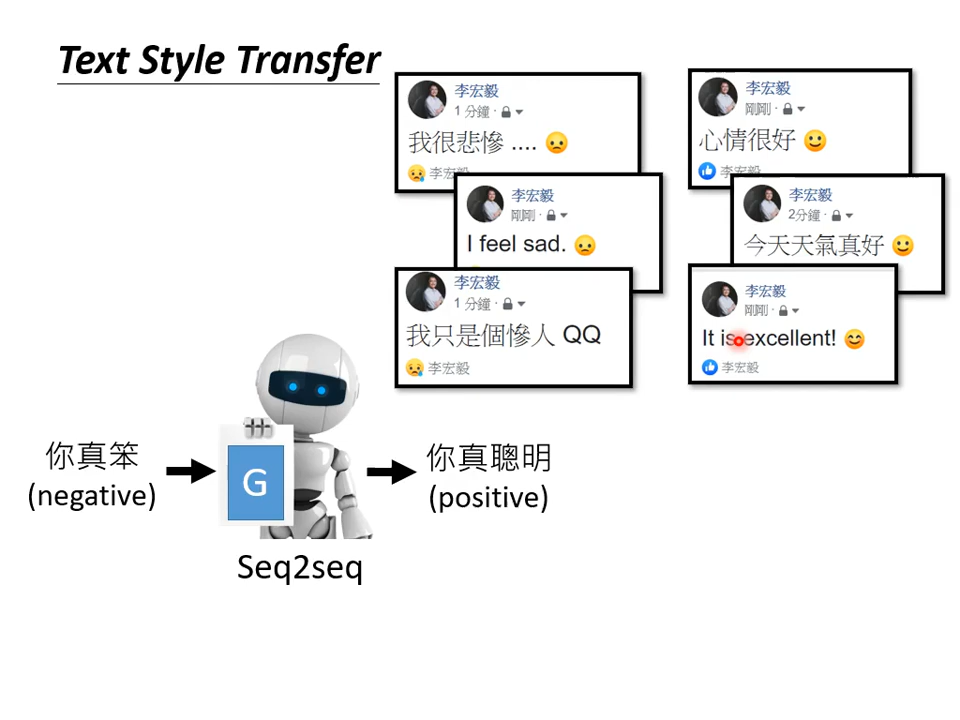 Text Style Transfer
李宏毅
1 分鐘
我很悲慘 ....
李宏毅
李宏毅
剛剛
I feel sad.
李宏毅
1 分鐘
我只是個慘人 QQ
李宏毅
李宏毅
剛剛
心情很好
李宏毅
李宏毅
2分鐘
今天天氣真好
李宏毅
剛剛
It is excellent!
李宏毅
你真笨
(negative)
G
Seq2seq
你真聰明
(positive)